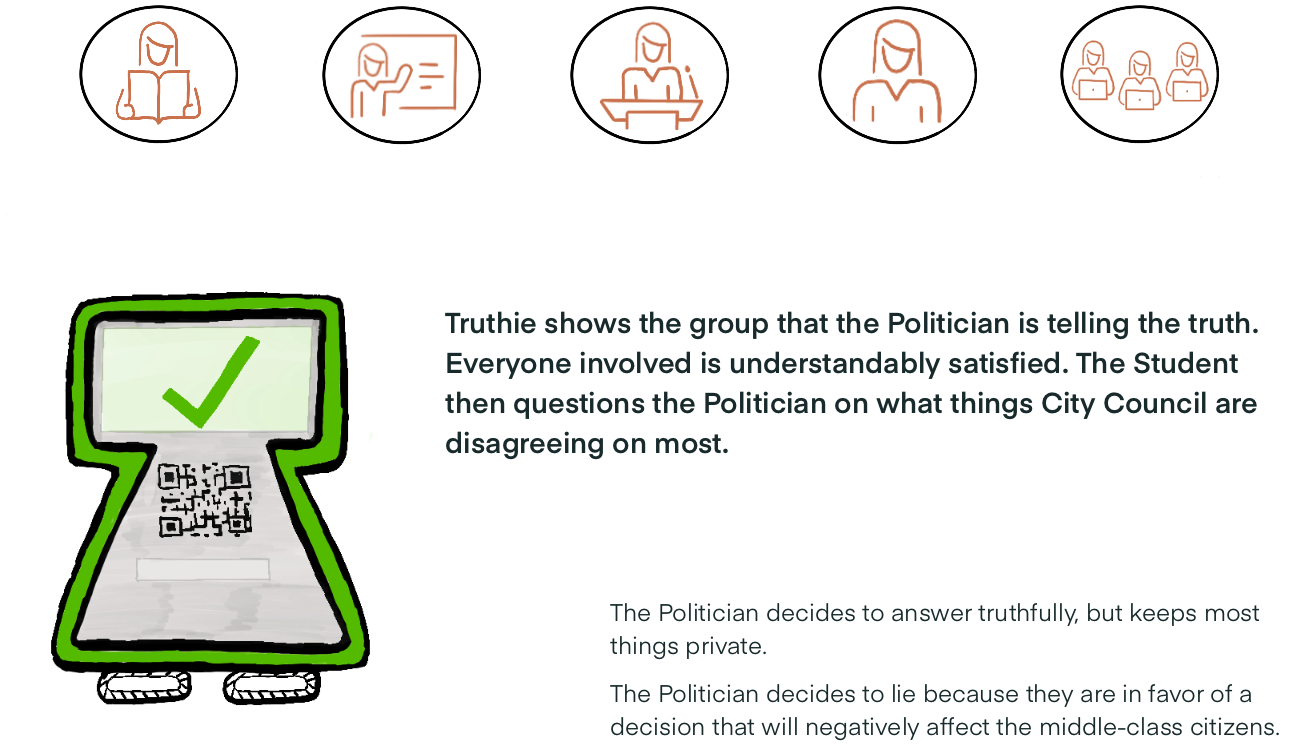 Truthie shows the group that the Politician is telling the truth.
Everyone involved is understandably satisfied. The Student
then questions the Politician on what things City Council are
disagreeing on most.
The Politician decides to answer truthfully, but keeps most
things private.
The Politician decides to lie because they are in favor of a
decision that will negatively affect the middle-class citizens.